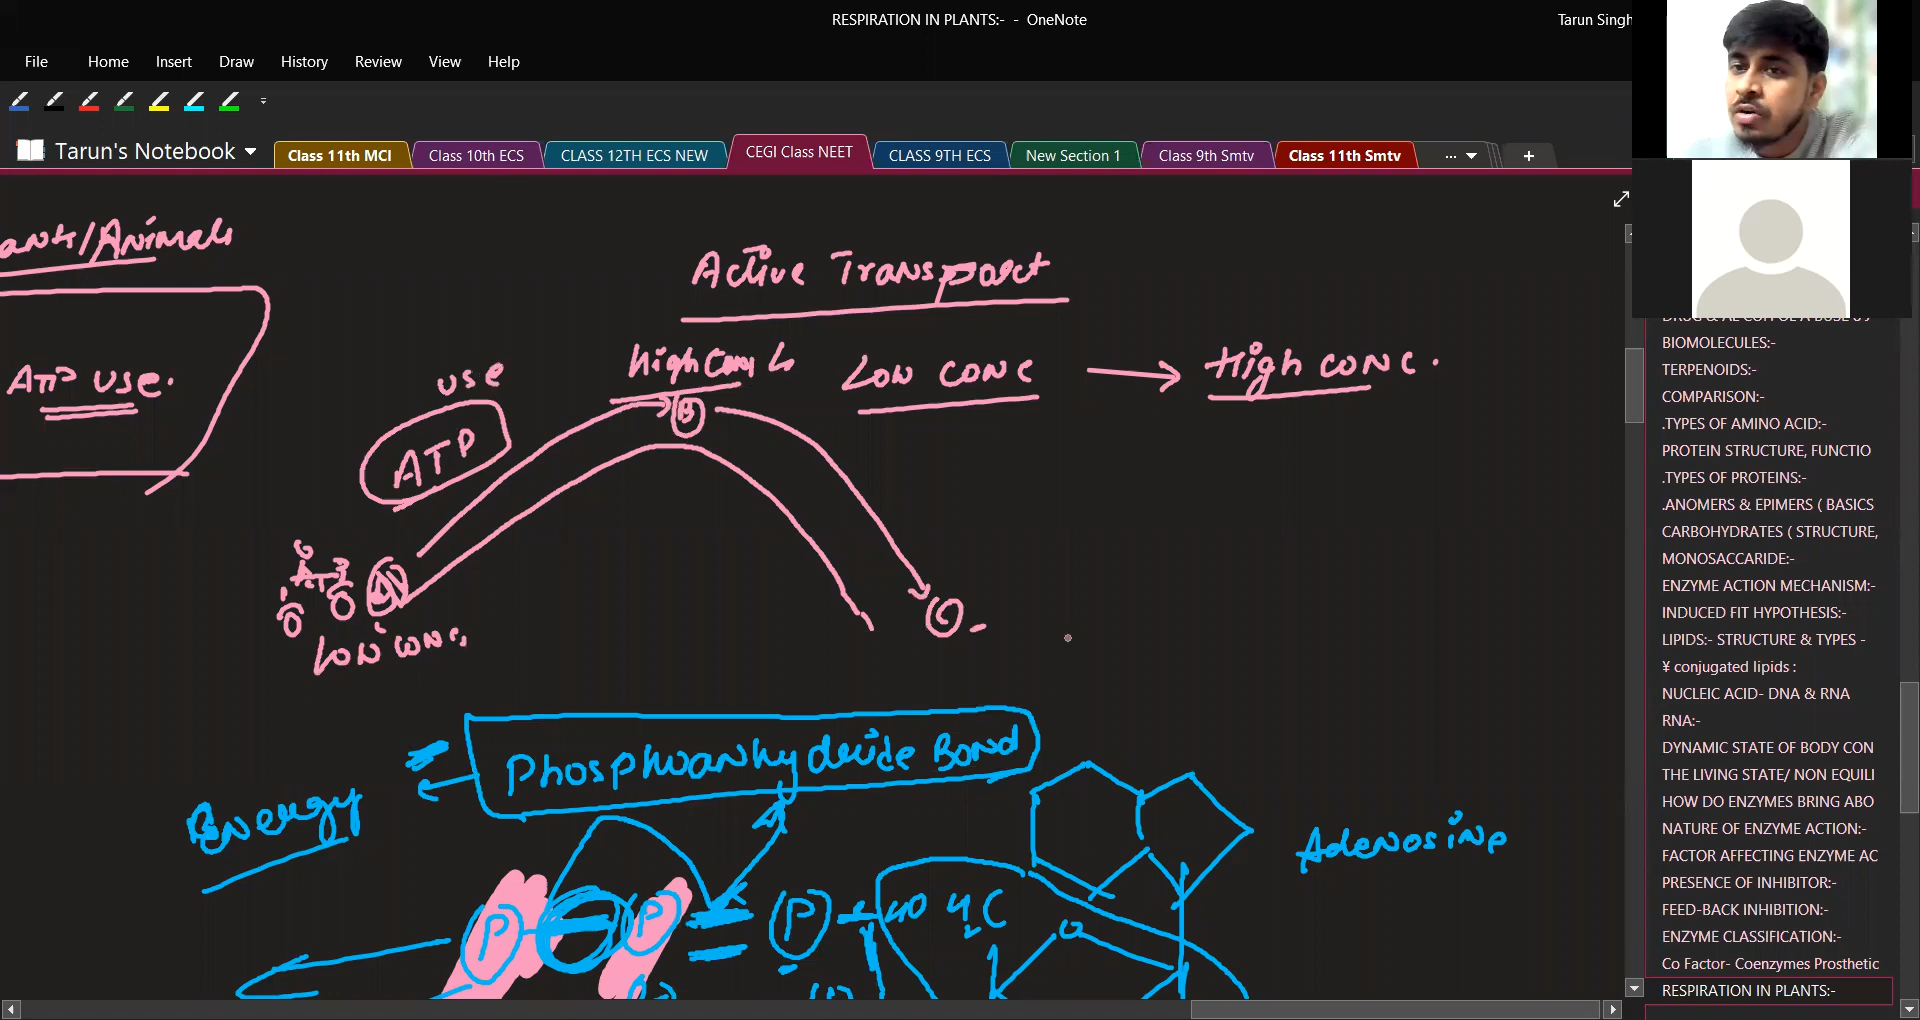 RESPIRATION IN PLANTS:- - OneNote
Tarun Singh
File Home Insert Draw History Review View Help
Tarun's Notebook
Class 11th MCI
Class 10th ECS
CLASS 12TH ECS NEW
CEGI Class NEET
CLASS 9TH ECS
New Section 1
Class 9th Smtv
Class 11th Smtv
...
+
ants/Animals
ATP use.
Active Transport
use
High Conc
Low conc → High conc.
ATP
B
A
Low conc.
C
Phosphoanhydride Bond
Energy
Adenosine
P P P
C
O
BIOMOLECULES:-
TERPENOIDS:-
COMPARISON:-
.TYPES OF AMINO ACID:-
PROTEIN STRUCTURE, FUNCTIO
.TYPES OF PROTEINS:-
.ANOMERS & EPIMERS ( BASICS
CARBOHYDRATES ( STRUCTURE,
MONOSACCARIDE:-
ENZYME ACTION MECHANISM:-
INDUCED FIT HYPOTHESIS:-
LIPIDS:- STRUCTURE & TYPES -
¥ conjugated lipids :
NUCLEIC ACID- DNA & RNA
RNA:-
DYNAMIC STATE OF BODY CON
THE LIVING STATE/ NON EQUILI
HOW DO ENZYMES BRING ABO
NATURE OF ENZYME ACTION:-
FACTOR AFFECTING ENZYME AC
PRESENCE OF INHIBITOR:-
FEED-BACK INHIBITION:-
ENZYME CLASSIFICATION:-
Co Factor- Coenzymes Prosthetic
RESPIRATION IN PLANTS:-